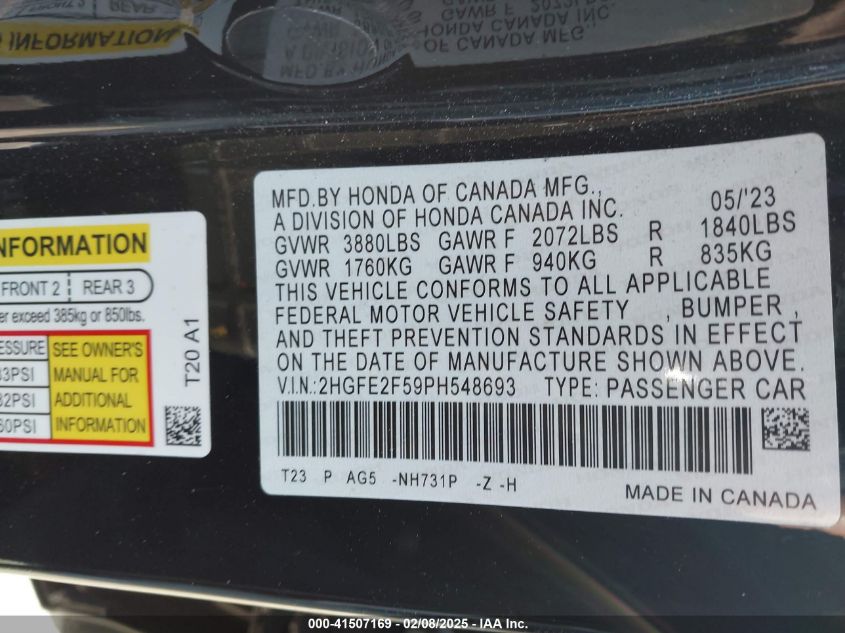 INFORMATION
FRONT 2 REAR 3
exceed 385kg or 850lbs.
SEE OWNER'S
MANUAL FOR
ADDITIONAL
INFORMATION
T20 A1
MFD.BY HONDA OF CANADA MFG., 05/'23
A DIVISION OF HONDA CANADA INC.
GVWR 3880LBS GAWR F 2072LBS R 1840LBS
GVWR 1760KG GAWR F 940KG R 835KG
THIS VEHICLE CONFORMS TO ALL APPLICABLE
FEDERAL MOTOR VEHICLE SAFETY , BUMPER ,
AND THEFT PREVENTION STANDARDS IN EFFECT
ON THE DATE OF MANUFACTURE SHOWN ABOVE.
V.I.N.:2HGFE2F59PH548693 TYPE: PASSENGER CAR
T23 P AG5 -NH731P -Z -H
MADE IN CANADA
000-41507169 - 02/08/2025 - IAA Inc.